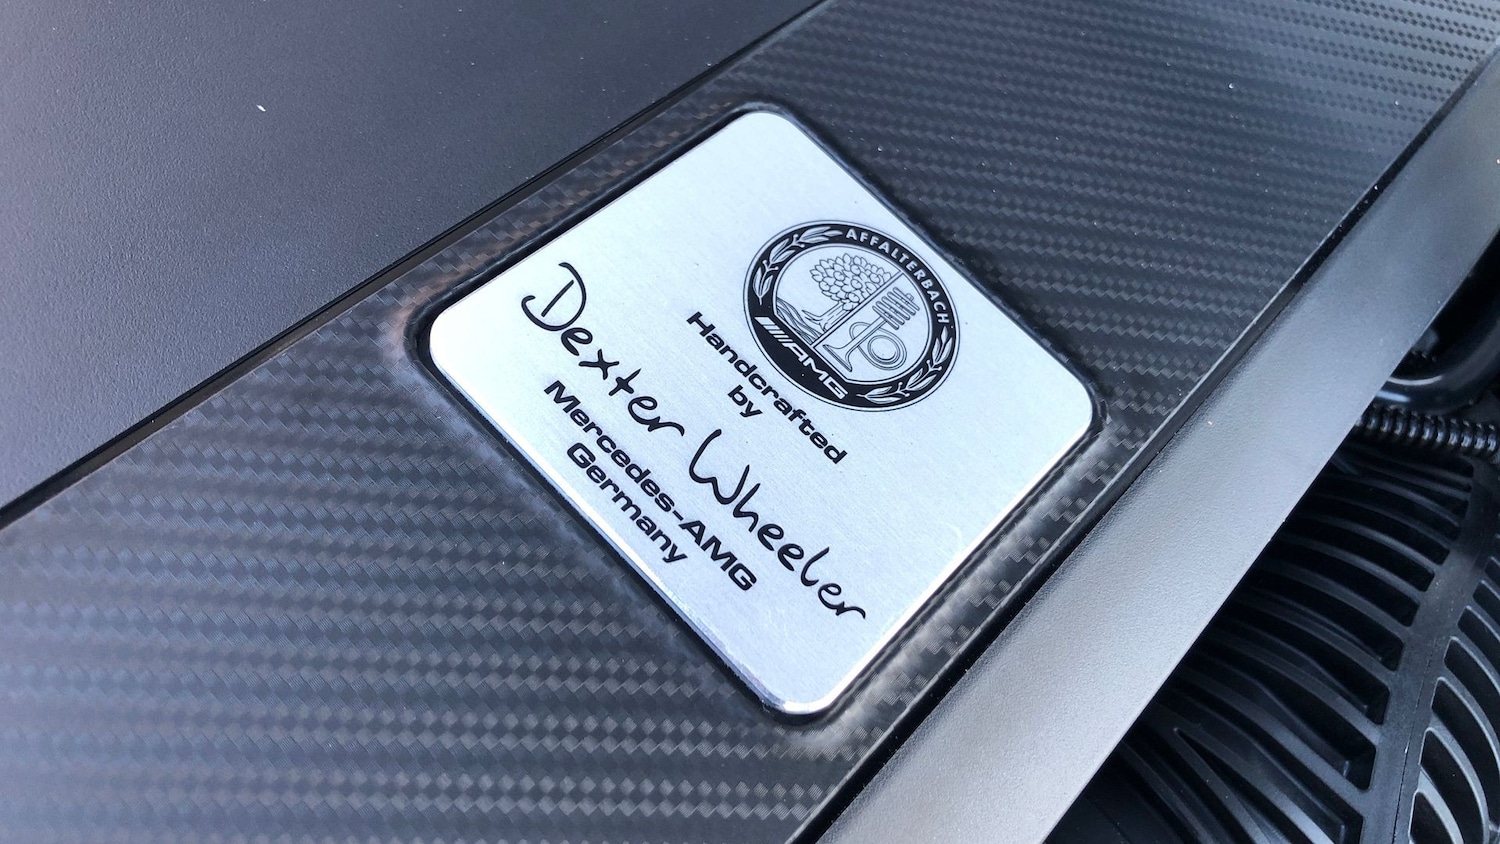 AFFALTERBACH
AMG
Handcrafted
by
Dexter Wheeler
Mercedes-AMG
Germany